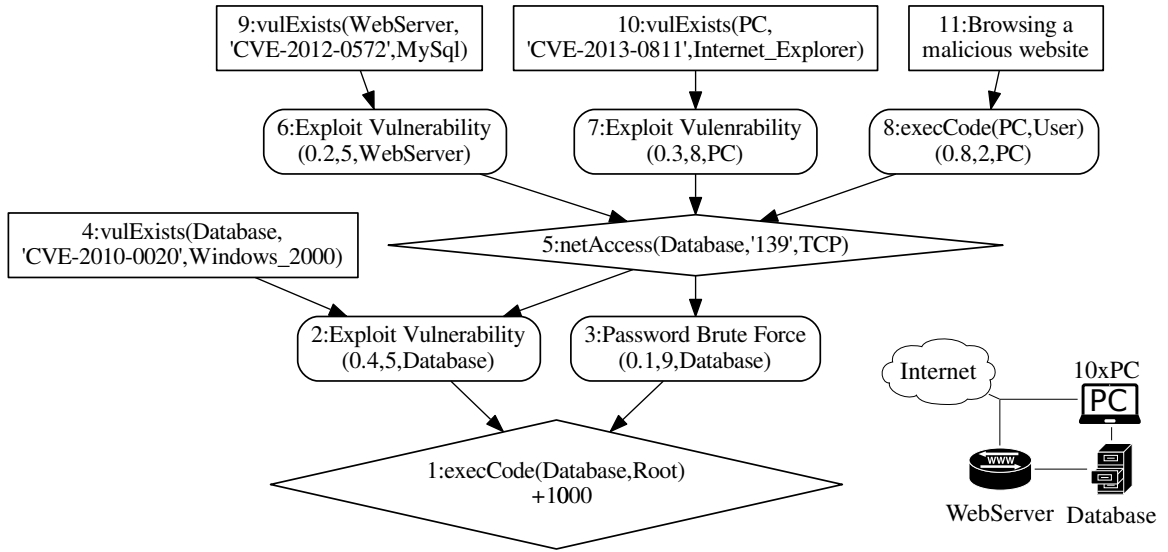 9:vulExists(WebServer,
'CVE-2012-0572',MySql)
10:vulExists(PC,
'CVE-2013-0811',Internet_Explorer)
11:Browsing a
malicious website
6:Exploit Vulnerability
(0.2,5,WebServer)
7:Exploit Vulenrability
(0.3,8,PC)
8:execCode(PC,User)
(0.8,2,PC)
4:vulExists(Database,
'CVE-2010-0020',Windows_2000)
5:netAccess(Database,'139',TCP)
2:Exploit Vulnerability
(0.4,5,Database)
3:Password Brute Force
(0.1,9,Database)
1:execCode(Database,Root)
+1000
Internet
10xPC
PC
WWW
WebServer
Database